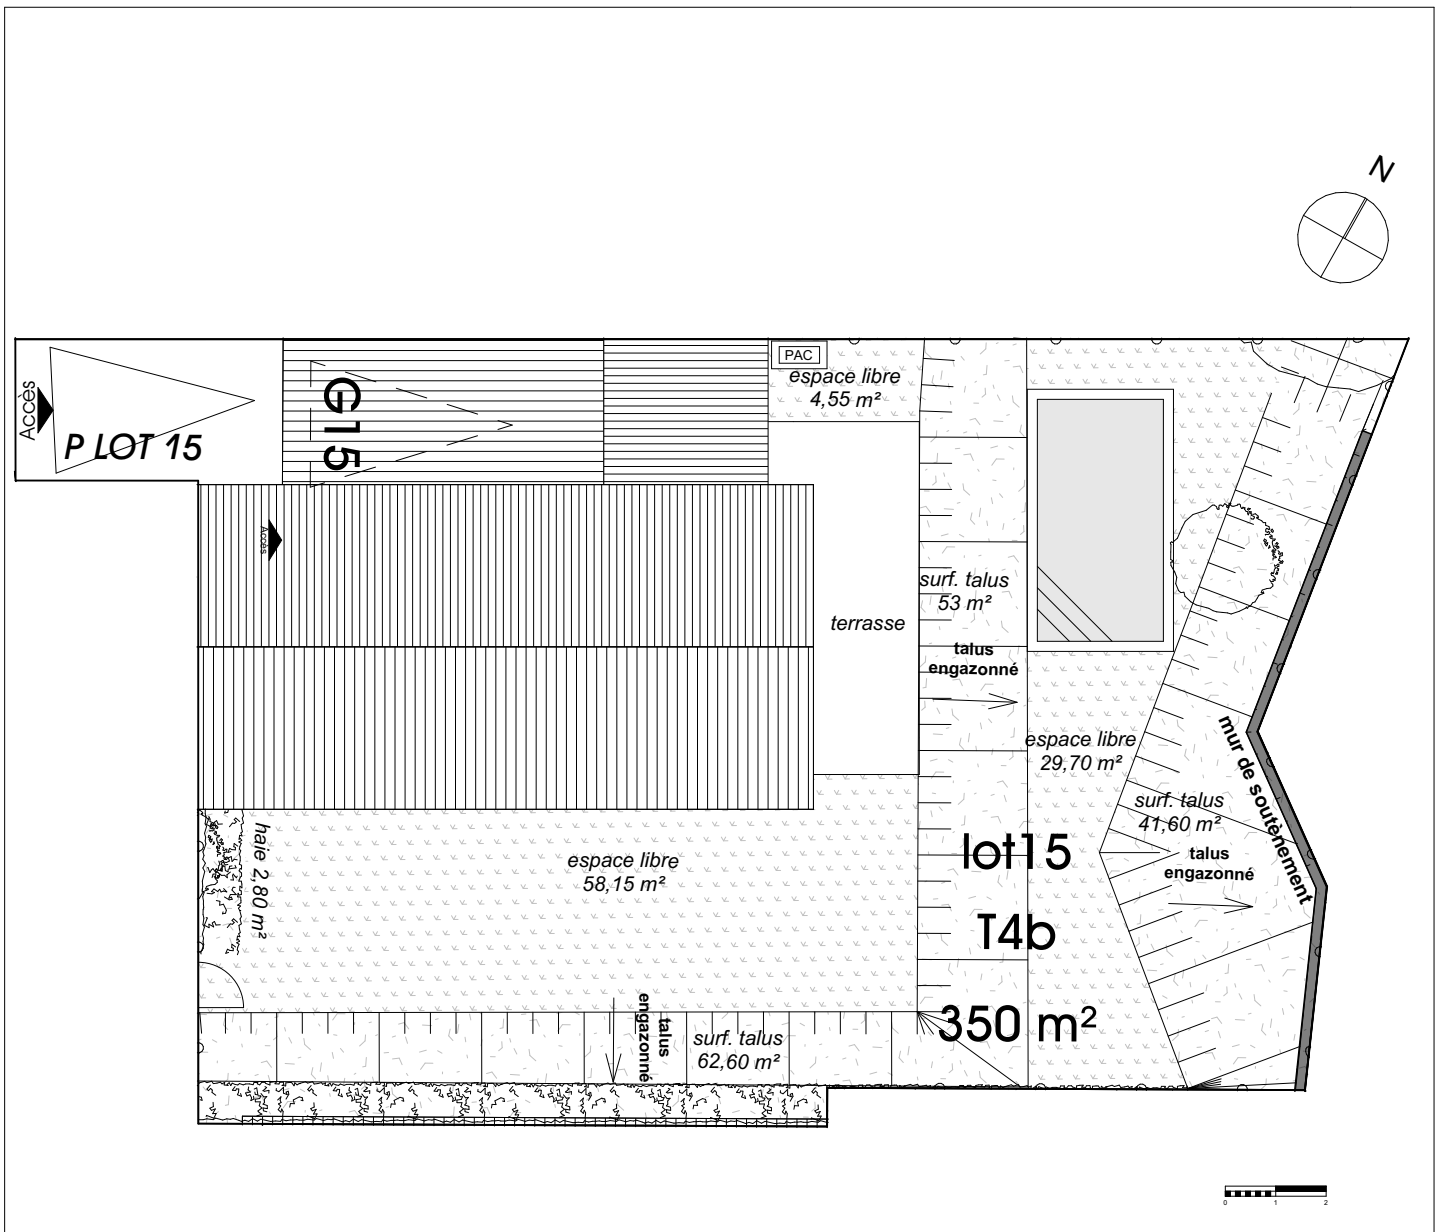 N
PAC
espace libre
4,55 m²
Accès
P LOT 15
G15
Accès
surf. talus
53 m²
terrasse
talus
engazonné
espace libre
29,70 m²
mur de soutènement
surf. talus
41,60 m²
talus
engazonné
haie 2,80 m²
espace libre
58,15 m²
lot15
T4b
350 m²
talus
engazonné
surf. talus
62,60 m²
0 1 2